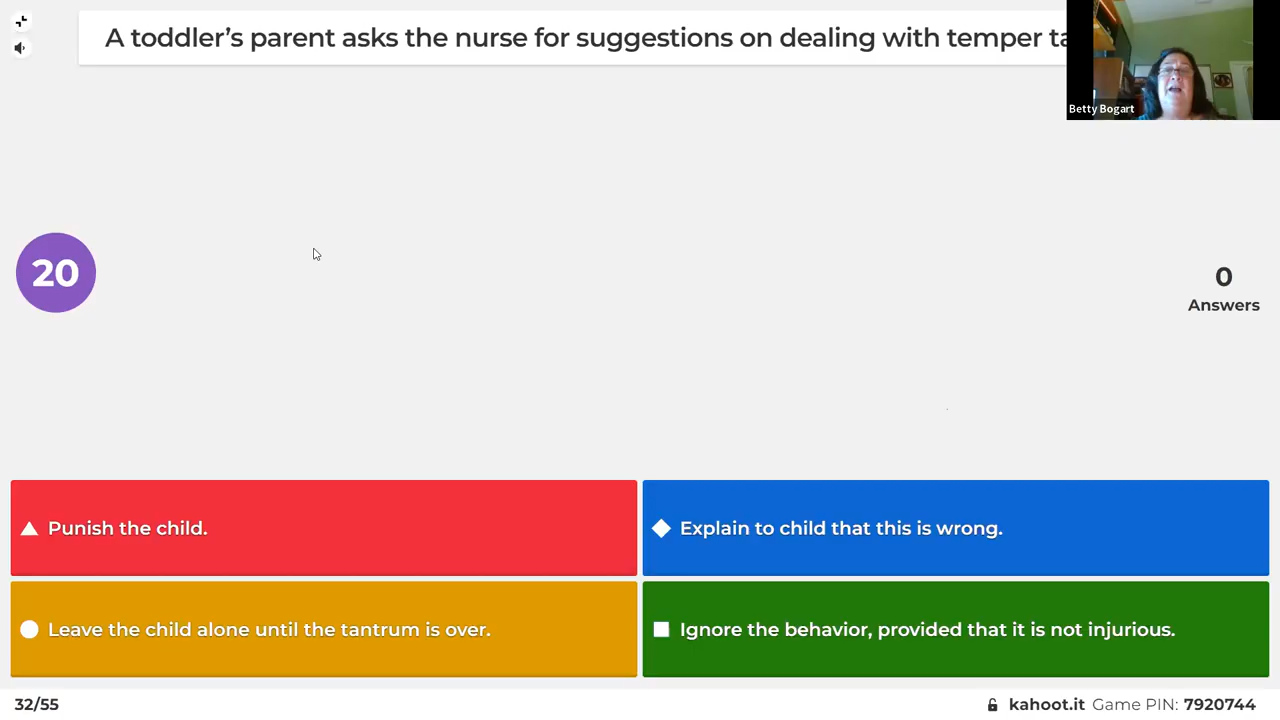 A toddler's parent asks the nurse for suggestions on dealing with temper
Betty Bogart
20
0
Answers
Punish the child.
Explain to child that this is wrong.
Leave the child alone until the tantrum is over.
Ignore the behavior, provided that it is not injurious.
32/55
kahoot.it Game PIN: 7920744